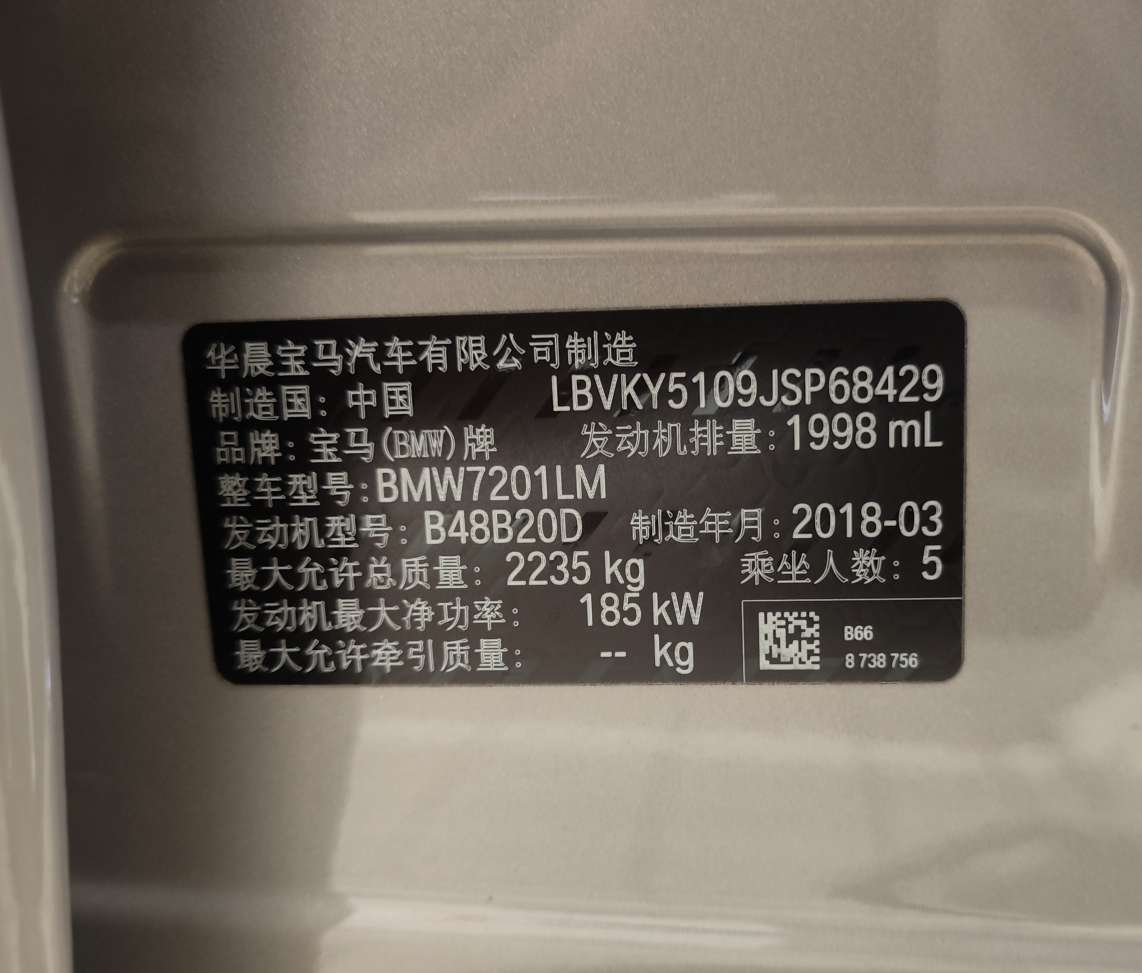 华晨宝马汽车有限公司制造
制造国：中国 LBVKY5109JSP68429
品牌：宝马(BMW)牌 发动机排量：1998 mL
整车型号：BMW7201LM
发动机型号：B48B20D 制造年月：2018-03
最大允许总质量：2235 kg 乘坐人数：5
发动机最大净功率：185 kW
最大允许牵引质量：-- kg
B66
8 738 756